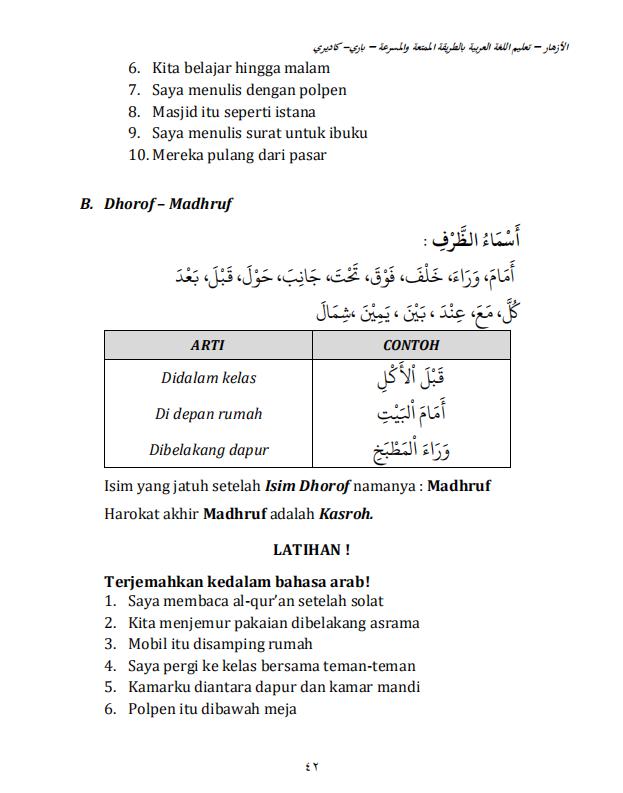 الأزهار – تعليم اللغة العربية بالطريقة الممتعة والمسرعة – باري- كاديري
6. Kita belajar hingga malam
7. Saya menulis dengan polpen
8. Masjid itu seperti istana
9. Saya menulis surat untuk ibuku
10. Mereka pulang dari pasar
B. Dhorof – Madhruf
أَسْمَاءُ الظَّرْفِ :
أَمَامَ، وَرَاءَ، خَلْفَ، فَوْقَ، تَحْتَ، جَانِبَ، حَوْلَ، قَبْلَ، بَعْدَ
كُلَّ، مَعَ، عِنْدَ ، بَيْنَ ، يَمِيْنَ ،شِمَالَ
ARTI CONTOH
Didalam kelas قَبْلَ اْلأَكْلِ
Di depan rumah أَمَامَ اْلبَيْتِ
Dibelakang dapur وَرَاءَ اْلمَطْبَخِ
Isim yang jatuh setelah Isim Dhorof namanya : Madhruf
Harokat akhir Madhruf adalah Kasroh.
LATIHAN !
Terjemahkan kedalam bahasa arab!
1. Saya membaca al-qur’an setelah solat
2. Kita menjemur pakaian dibelakang asrama
3. Mobil itu disamping rumah
4. Saya pergi ke kelas bersama teman-teman
5. Kamarku diantara dapur dan kamar mandi
6. Polpen itu dibawah meja
٤٢